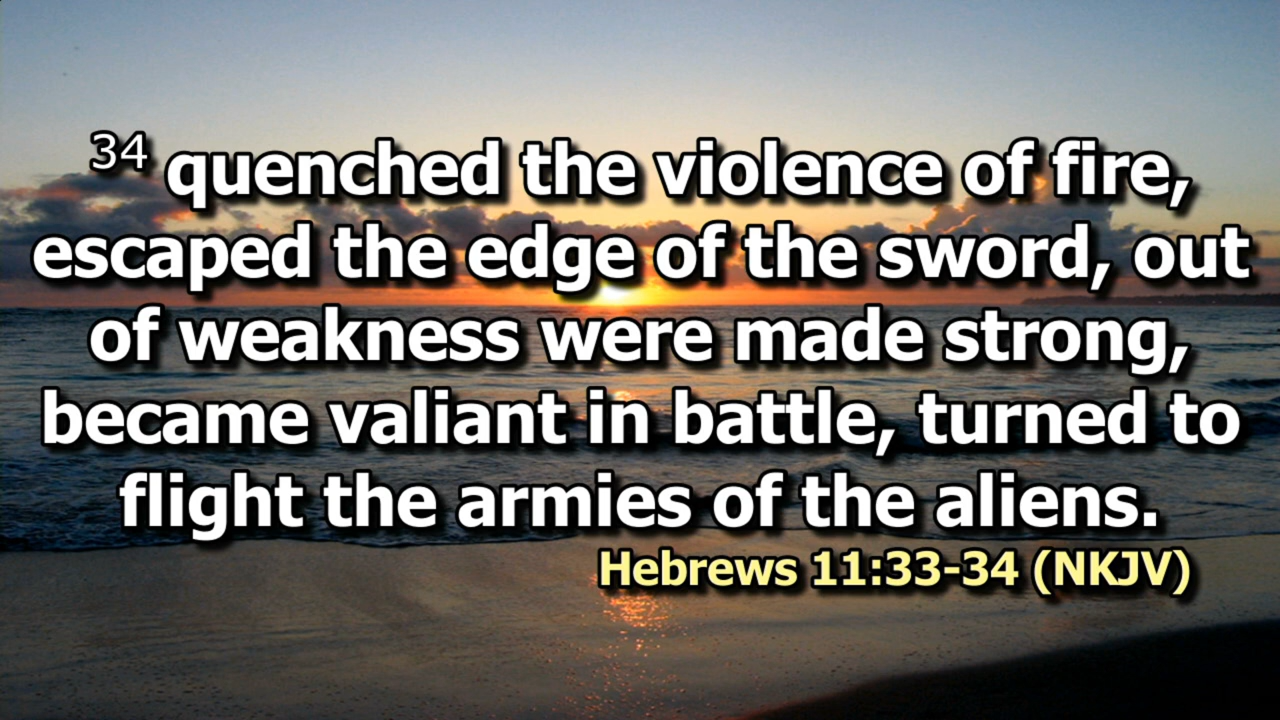 34 quenched the violence of fire,
escaped the edge of the sword, out
of weakness were made strong,
became valiant in battle, turned to
flight the armies of the aliens.
Hebrews 11:33-34 (NKJV)